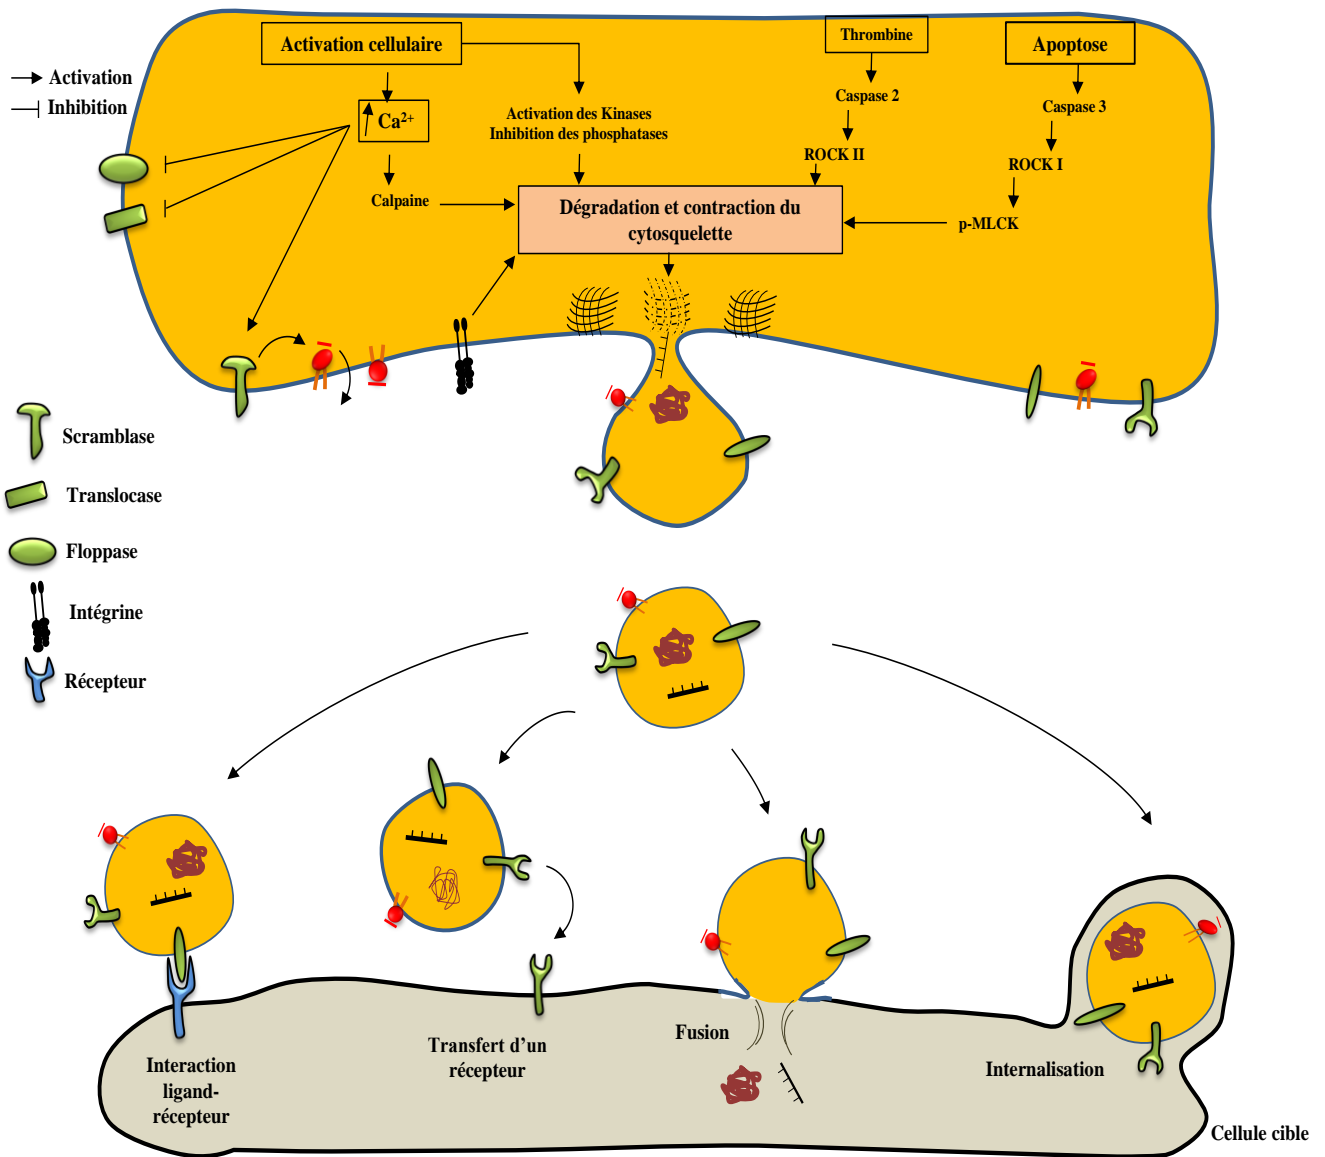 Activation cellulaire
Thrombine
Apoptose
Activation
Inhibition
Ca2+
Activation des Kinases
Inhibition des phosphatases
Caspase 2
Caspase 3
ROCK II
ROCK I
Calpaine
Dégradation et contraction du
cytosquelette
p-MLCK
Scramblase
Translocase
Floppase
Intégrine
Récepteur
Interaction
ligand-
récepteur
Transfert d’un
récepteur
Fusion
Internalisation
Cellule cible